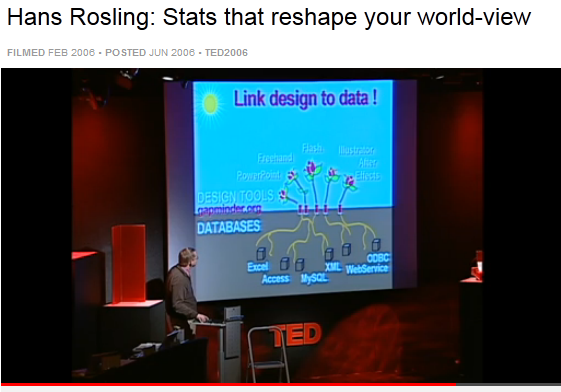 Hans Rosling: Stats that reshape your world-view
FILMED FEB 2006 • POSTED JUN 2006 • TED2006
Link design to data !
Flash
Freehand
Illustrator
PowerPoint
After
Effects
DESIGN TOOLS
gapminder.org
DATABASES
Excel
Access
MySQL
XML
WebService
ODBC
TED